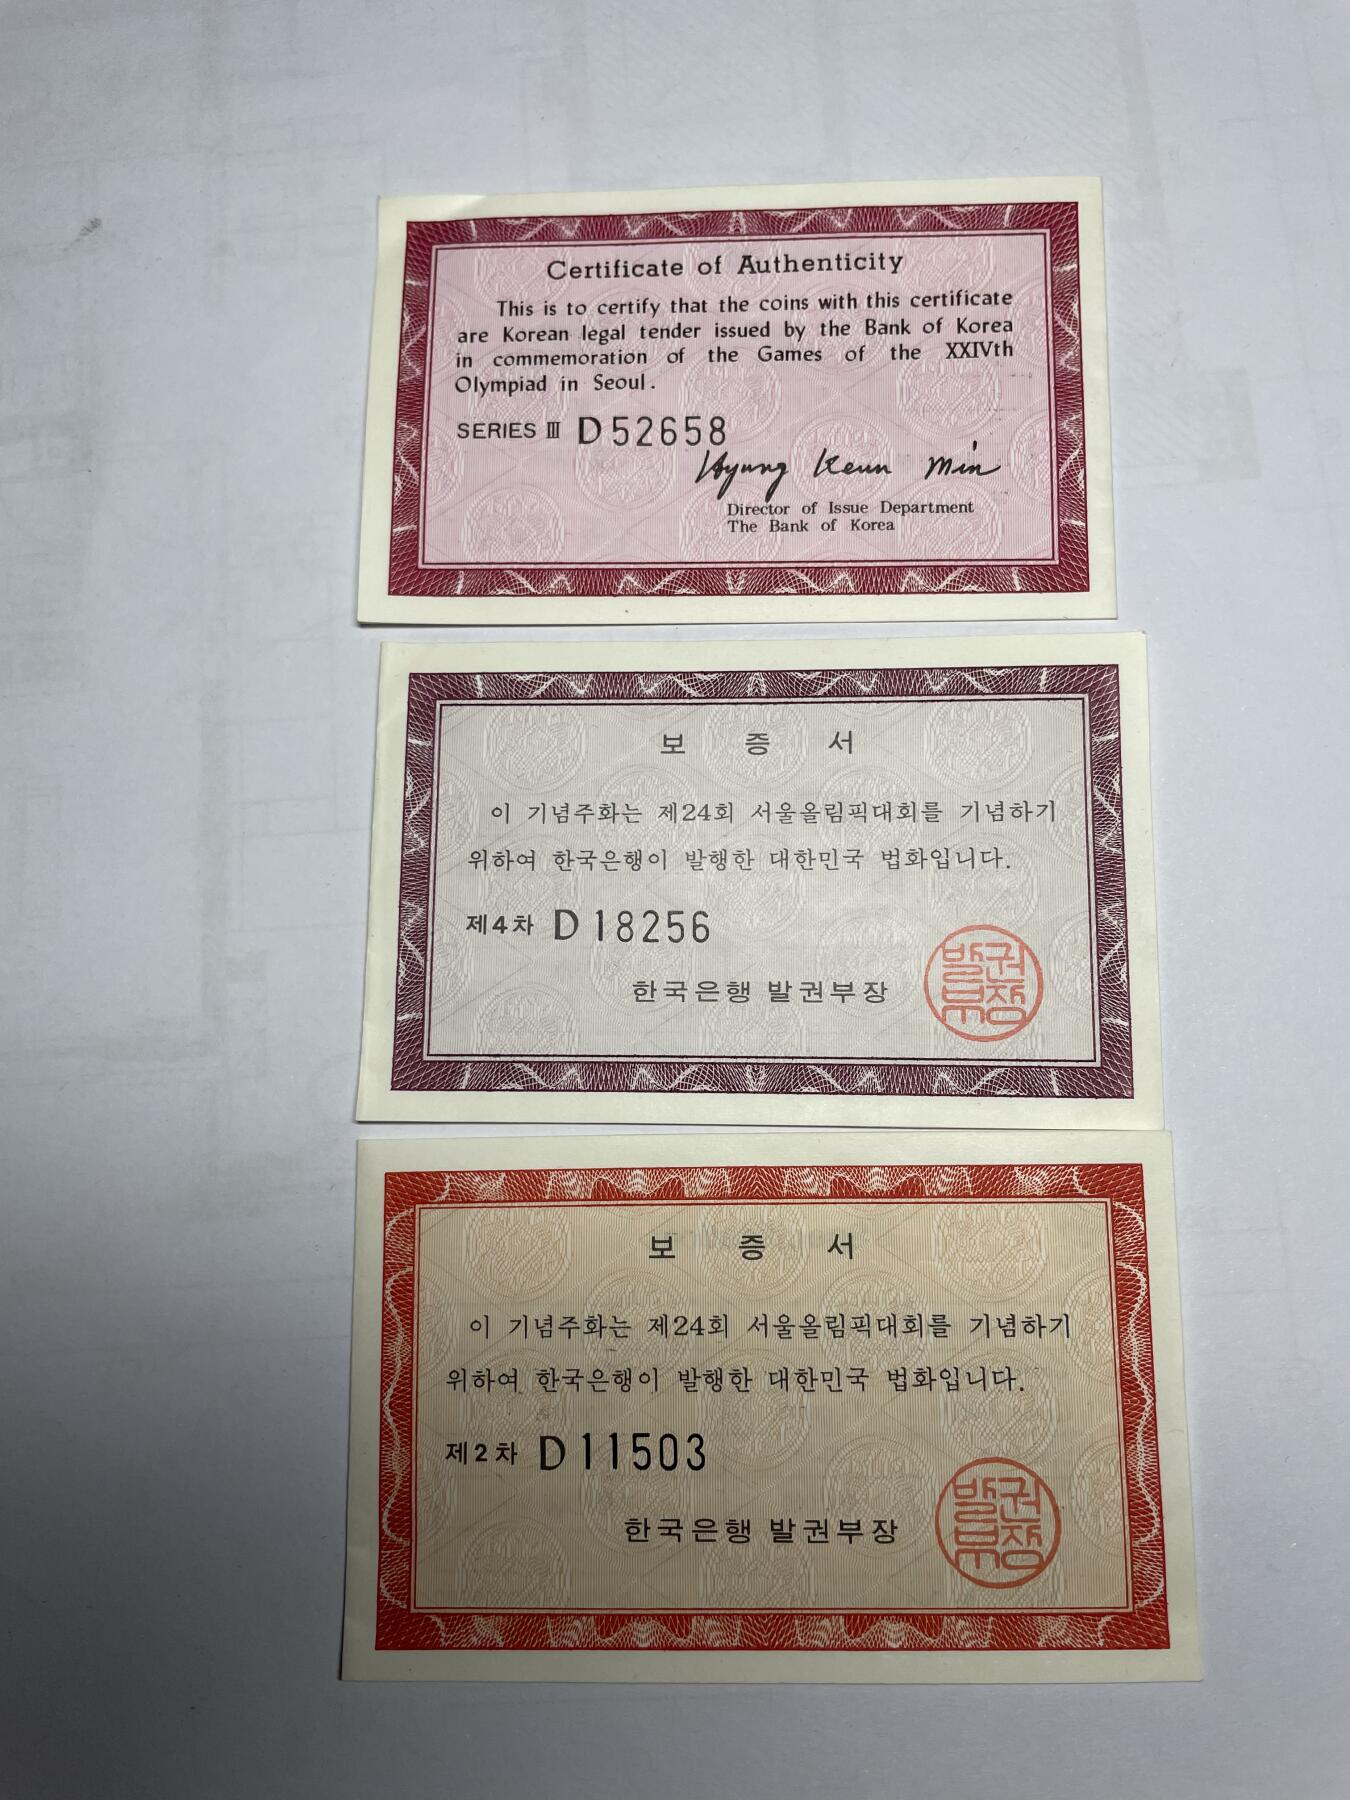 Certificate of Authenticity
This is to certify that the coins with this certificate
are Korean legal tender issued by the Bank of Korea
in commemoration of the Games of the XXIVth
Olympiad in Seoul.
SERIES Ⅲ D52658
Hyung Keun Min
Director of Issue Department
The Bank of Korea
보 증 서
이 기념주화는 제24회 서울올림픽대회를 기념하기
위하여 한국은행이 발행한 대한민국 법화입니다.
제4차 D18256
한국은행 발권부장
발권
부장
보 증 서
이 기념주화는 제24회 서울올림픽대회를 기념하기
위하여 한국은행이 발행한 대한민국 법화입니다.
제2차 D11503
한국은행 발권부장
발권
부장